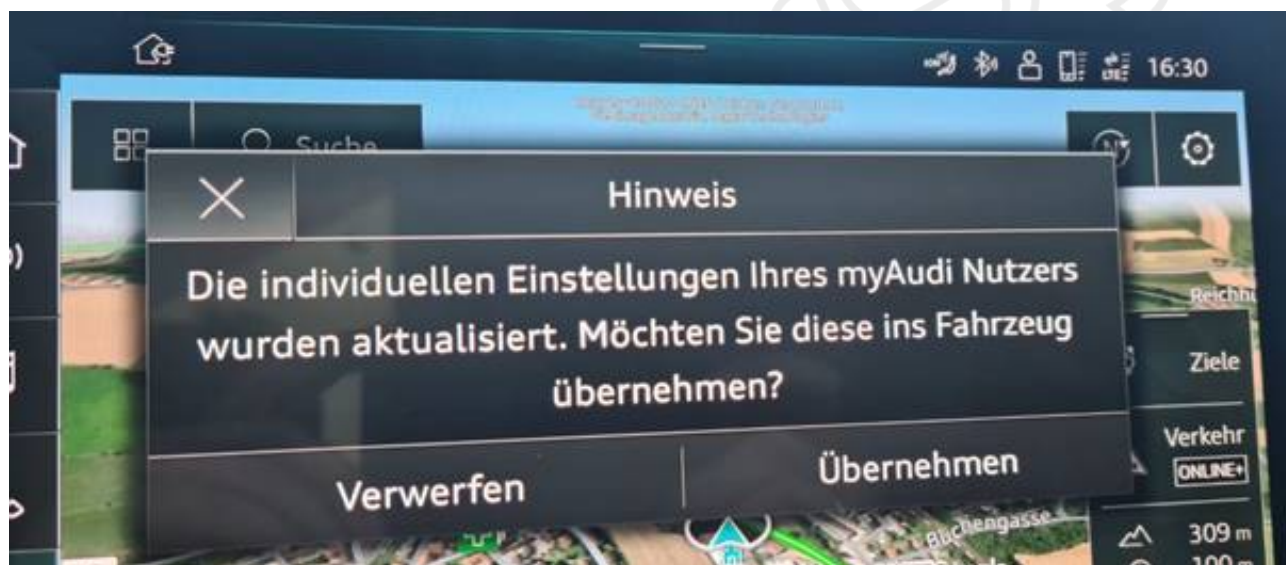 LTE
16:30
Suche
N
Hinweis
Die individuellen Einstellungen Ihres myAudi Nutzers
wurden aktualisiert. Möchten Sie diese ins Fahrzeug
übernehmen?
Verwerfen
Übernehmen
Ziele
Verkehr
ONLINE+
Buchengasse
309 m